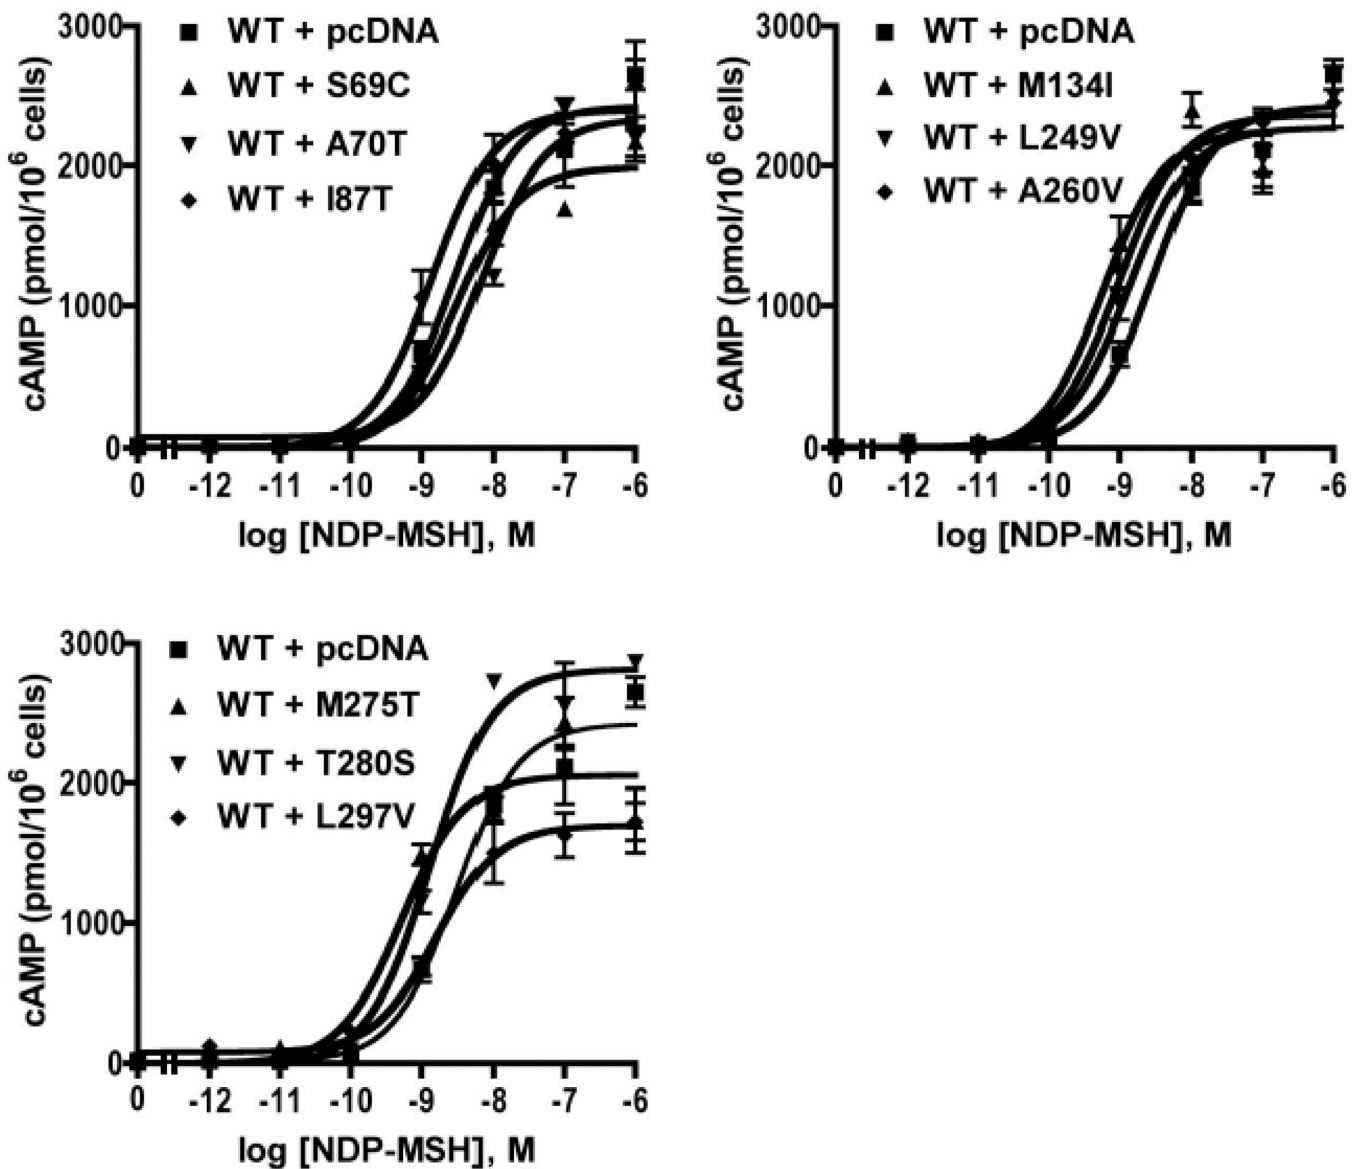 3000
2000
1000
0
cAMP (pmol/10⁶ cells)
WT + pcDNA
WT + S69C
WT + A70T
WT + I87T
0 -12 -11 -10 -9 -8 -7 -6
log [NDP-MSH], M
3000
2000
1000
0
cAMP (pmol/10⁶ cells)
WT + pcDNA
WT + M134I
WT + L249V
WT + A260V
0 -12 -11 -10 -9 -8 -7 -6
log [NDP-MSH], M
3000
2000
1000
0
cAMP (pmol/10⁶ cells)
WT + pcDNA
WT + M275T
WT + T280S
WT + L297V
0 -12 -11 -10 -9 -8 -7 -6
log [NDP-MSH], M